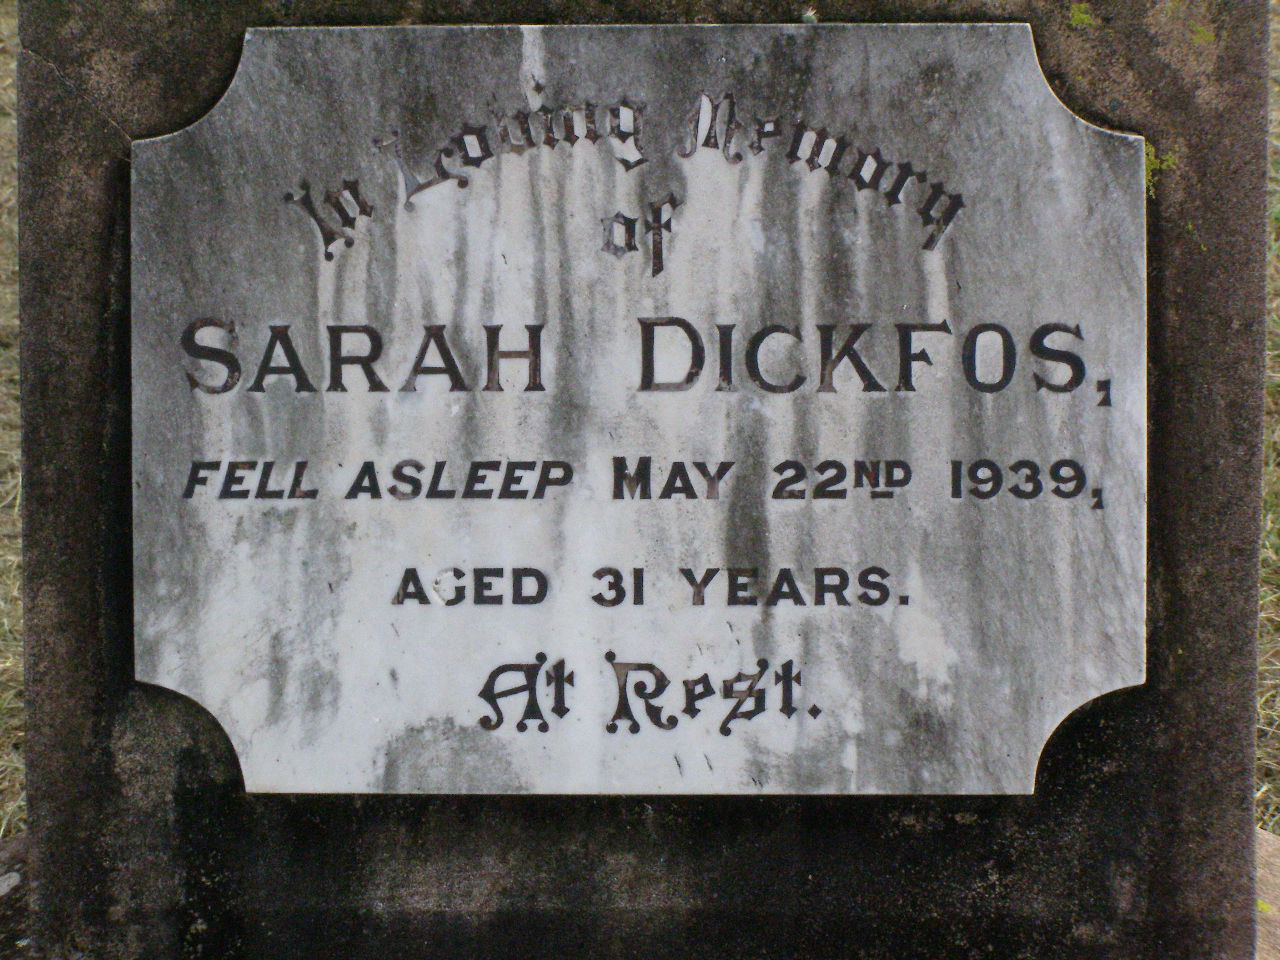 In Loving Memory
of
SARAH DICKFOS,
FELL ASLEEP MAY 22ND 1939,
AGED 31 YEARS.
At Rest.